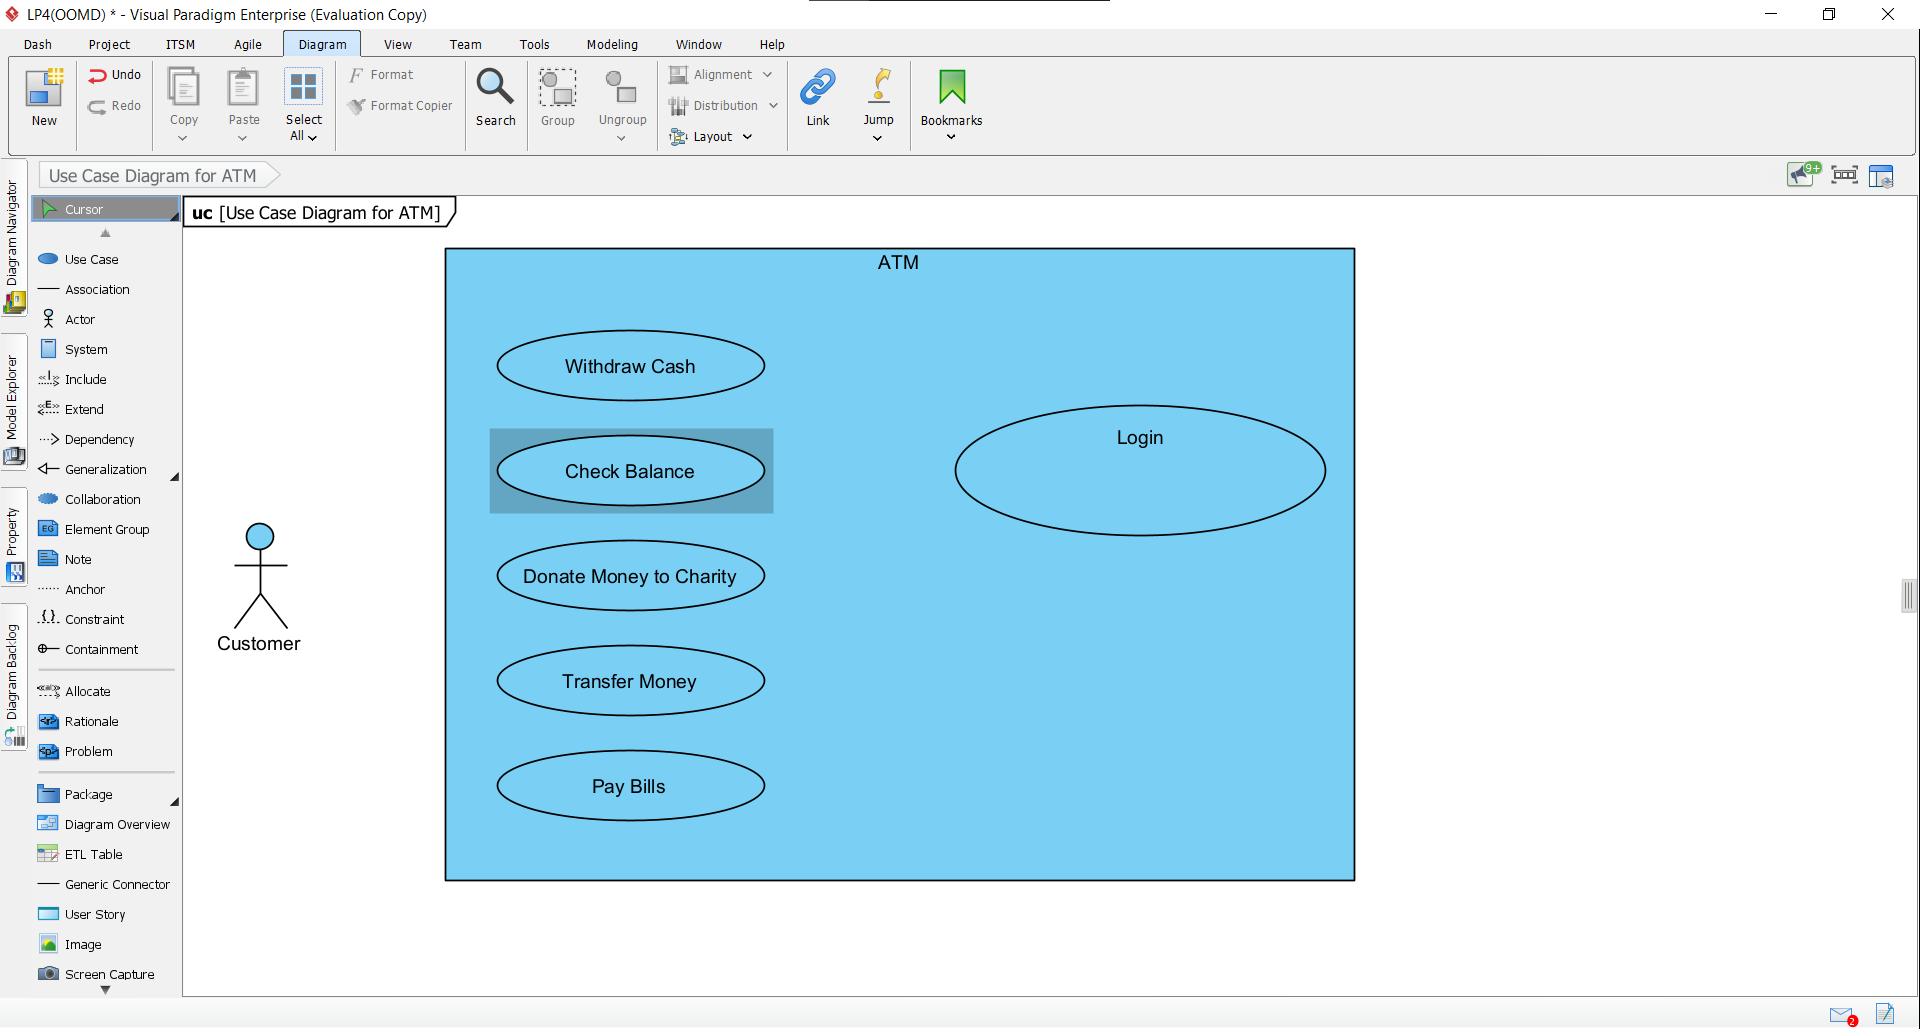 LP4(OOMD) * - Visual Paradigm Enterprise (Evaluation Copy)
Dash Project ITSM Agile Diagram View Team Tools Modeling Window Help
New
Undo
Redo
Copy
Paste
Select
All
Format
Format Copier
Search
Group
Ungroup
Alignment
Distribution
Layout
Link
Jump
Bookmarks
Use Case Diagram for ATM
9+
Diagram Navigator
Model Explorer
Property
Diagram Backlog
Cursor
Use Case
Association
Actor
System
Include
Extend
Dependency
Generalization
Collaboration
EG Element Group
Note
Anchor
Constraint
Containment
Allocate
Rationale
Problem
Package
Diagram Overview
ETL Table
Generic Connector
User Story
Image
Screen Capture
uc [Use Case Diagram for ATM]
ATM
Withdraw Cash
Check Balance
Login
Donate Money to Charity
Transfer Money
Pay Bills
Customer
2